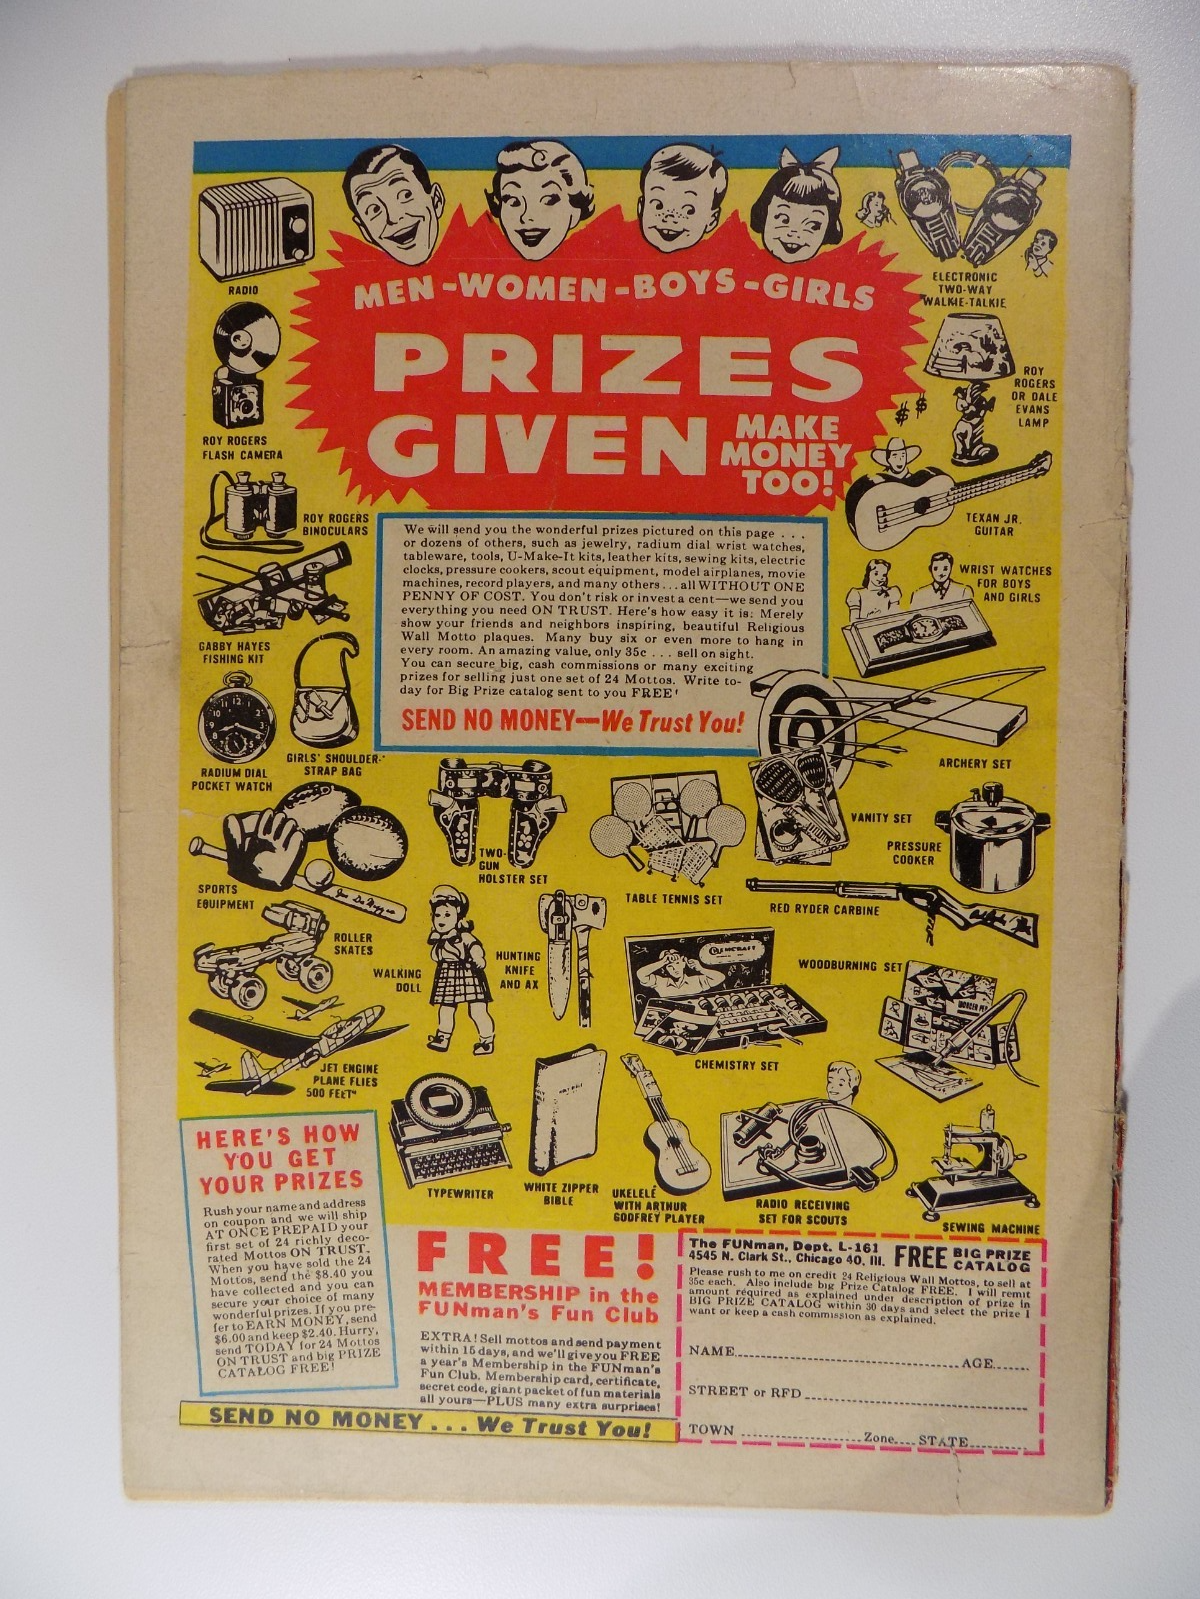 MEN-WOMEN-BOYS-GIRLS
PRIZES
GIVEN
MAKE
MONEY
TOO!
RADIO
ELECTRONIC
TWO-WAY
WALKIE-TALKIE
ROY
ROGERS
OR DALE
EVANS
LAMP
$ $
ROY ROGERS
FLASH CAMERA
ROY ROGERS
BINOCULARS
TEXAN JR.
GUITAR
WRIST WATCHES
FOR BOYS
AND GIRLS
GABBY HAYES
FISHING KIT
We will send you the wonderful prizes pictured on this page . . .
or dozens of others, such as jewelry, radium dial wrist watches,
tableware, tools, U-Make-It kits, leather kits, sewing kits, electric
clocks, pressure cookers, scout equipment, model airplanes, movie
machines, record players, and many others . . . all WITHOUT ONE
PENNY OF COST. You don't risk or invest a cent—we send you
everything you need ON TRUST. Here's how easy it is: Merely
show your friends and neighbors inspiring, beautiful Religious
Wall Motto plaques. Many buy six or even more to hang in
every room. An amazing value, only 35c . . . sell on sight.
You can secure big, cash commissions or many exciting
prizes for selling just one set of 24 Mottos. Write to-
day for Big Prize catalog sent to you FREE!
SEND NO MONEY—We Trust You!
RADIUM DIAL
POCKET WATCH
GIRLS' SHOULDER-
STRAP BAG
ARCHERY SET
TWO-
GUN
HOLSTER SET
TABLE TENNIS SET
VANITY SET
PRESSURE
COOKER
SPORTS
EQUIPMENT
RED RYDER CARBINE
ROLLER
SKATES
WALKING
DOLL
HUNTING
KNIFE
AND AX
CHEMCRAFT
CHEMISTRY SET
WOODBURNING SET
JET ENGINE
PLANE FLIES
500 FEET
TYPEWRITER
WHITE ZIPPER
BIBLE
UKELELE
WITH ARTHUR
GODFREY PLAYER
RADIO RECEIVING
SET FOR SCOUTS
SEWING MACHINE
HERE'S HOW
YOU GET
YOUR PRIZES
Rush your name and address
on coupon and we will ship
AT ONCE PREPAID your
first set of 24 richly deco-
rated Mottos ON TRUST.
When you have sold the 24
Mottos, send the $8.40 you
have collected and you can
secure your choice of many
wonderful prizes. If you pre-
fer to EARN MONEY, send
$6.00 and keep $2.40. Hurry,
send TODAY for 24 Mottos
ON TRUST and big PRIZE
CATALOG FREE!
FREE!
MEMBERSHIP in the
FUNman's Fun Club
EXTRA! Sell mottos and send payment
within 15 days, and we'll give you FREE
a year's Membership in the FUNman's
Fun Club. Membership card, certificate,
secret code, giant packet of fun materials
all yours—PLUS many extra surprises!
SEND NO MONEY . . . We Trust You!
The FUNman, Dept. L-161
4545 N. Clark St., Chicago 40, Ill.
FREE BIG PRIZE
CATALOG
Please rush to me on credit 24 Religious Wall Mottos, to sell at
35c each. Also include big Prize Catalog FREE. I will remit
amount required as explained under description of prize in
BIG PRIZE CATALOG within 30 days and select the prize I
want or keep a cash commission as explained.
NAME AGE
STREET or RFD
TOWN Zone STATE